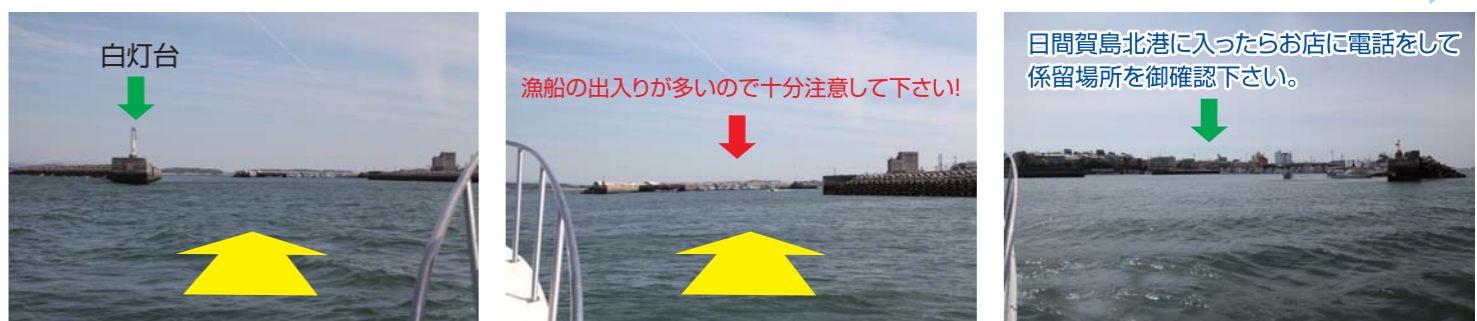 白灯台
漁船の出入りが多いので十分注意して下さい!
日間賀島北港に入ったらお店に電話をして
係留場所を御確認下さい。